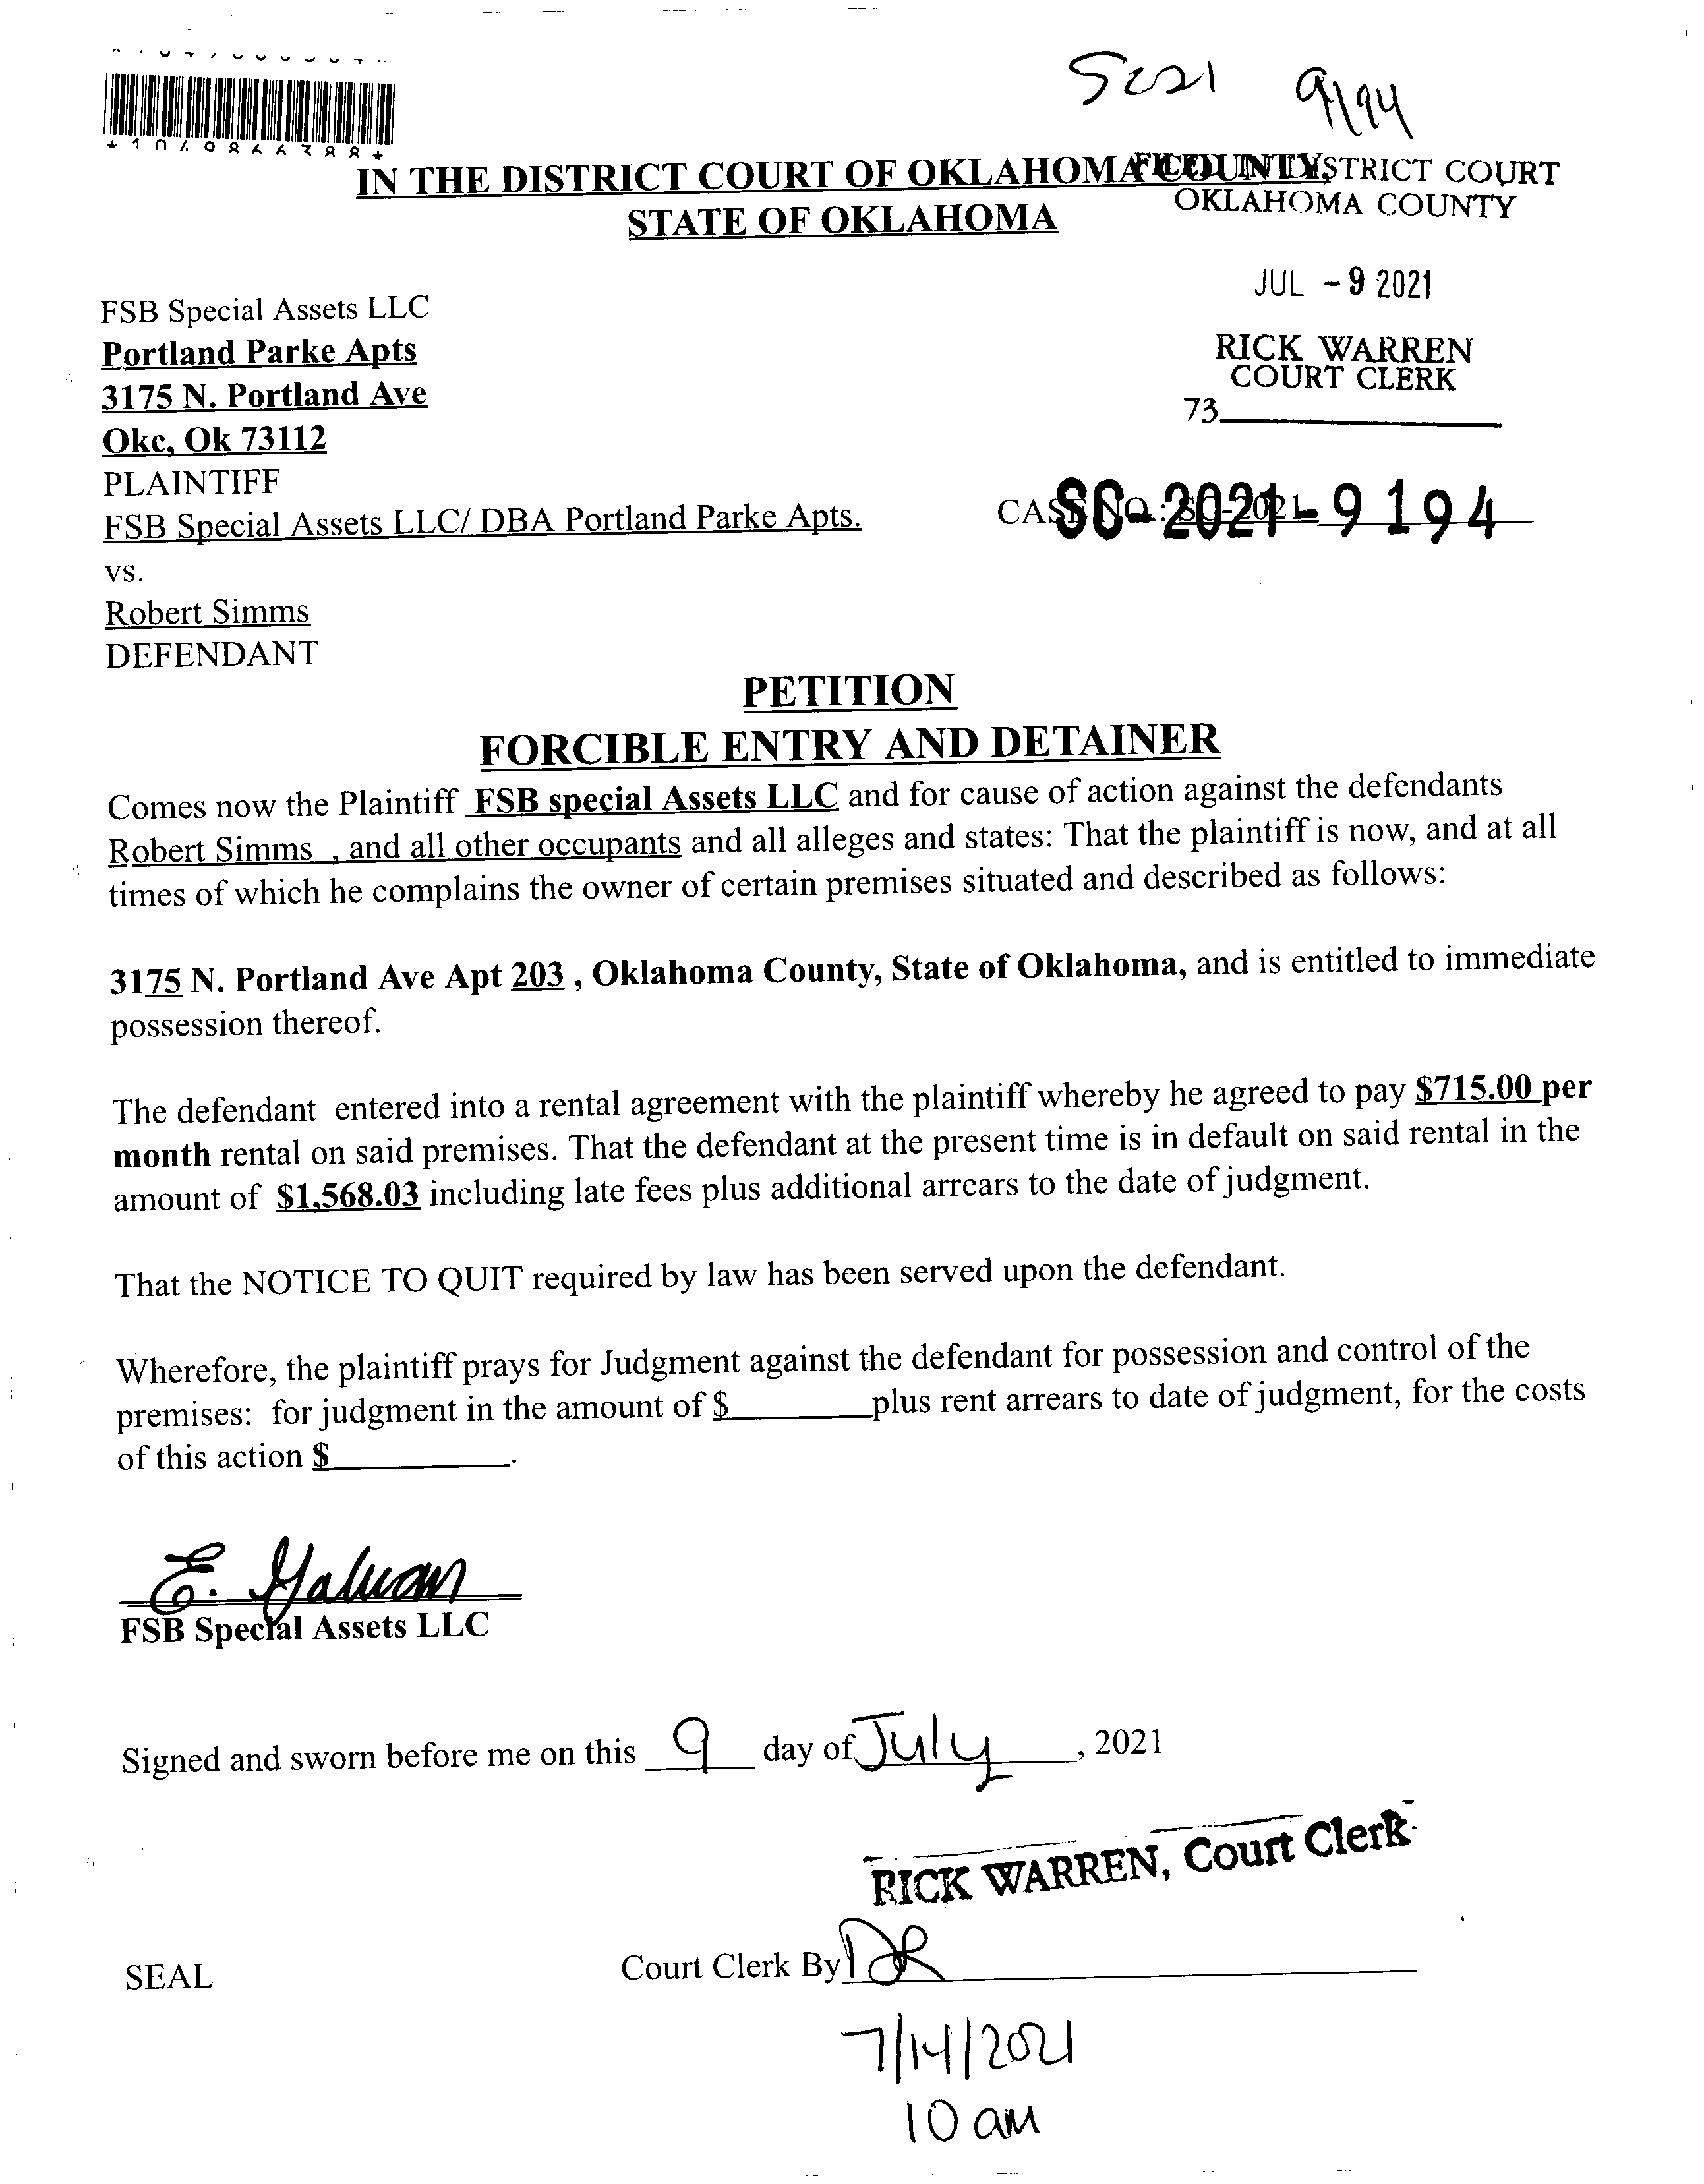 SC21 9194
IN THE DISTRICT COURT OF OKLAHOMA COUNTY,
STATE OF OKLAHOMA
FILED IN DISTRICT COURT
OKLAHOMA COUNTY
JUL - 9 2021
RICK WARREN
COURT CLERK
73
FSB Special Assets LLC
Portland Parke Apts
3175 N. Portland Ave
Okc, Ok 73112
PLAINTIFF
FSB Special Assets LLC/ DBA Portland Parke Apts.
CASE NO.: SC-2021-
SC-2021-9194
vs.
Robert Simms
DEFENDANT
PETITION
FORCIBLE ENTRY AND DETAINER
Comes now the Plaintiff FSB special Assets LLC and for cause of action against the defendants
Robert Simms , and all other occupants and all alleges and states: That the plaintiff is now, and at all
times of which he complains the owner of certain premises situated and described as follows:
3175 N. Portland Ave Apt 203 , Oklahoma County, State of Oklahoma, and is entitled to immediate
possession thereof.
The defendant entered into a rental agreement with the plaintiff whereby he agreed to pay $715.00 per
month rental on said premises. That the defendant at the present time is in default on said rental in the
amount of $1,568.03 including late fees plus additional arrears to the date of judgment.
That the NOTICE TO QUIT required by law has been served upon the defendant.
Wherefore, the plaintiff prays for Judgment against the defendant for possession and control of the
premises: for judgment in the amount of $________plus rent arrears to date of judgment, for the costs
of this action $__________.
E. Galvan
FSB Special Assets LLC
Signed and sworn before me on this 9 day of July, 2021
RICK WARREN, Court Clerk
SEAL
Court Clerk By DR
7/14/2021
10 am